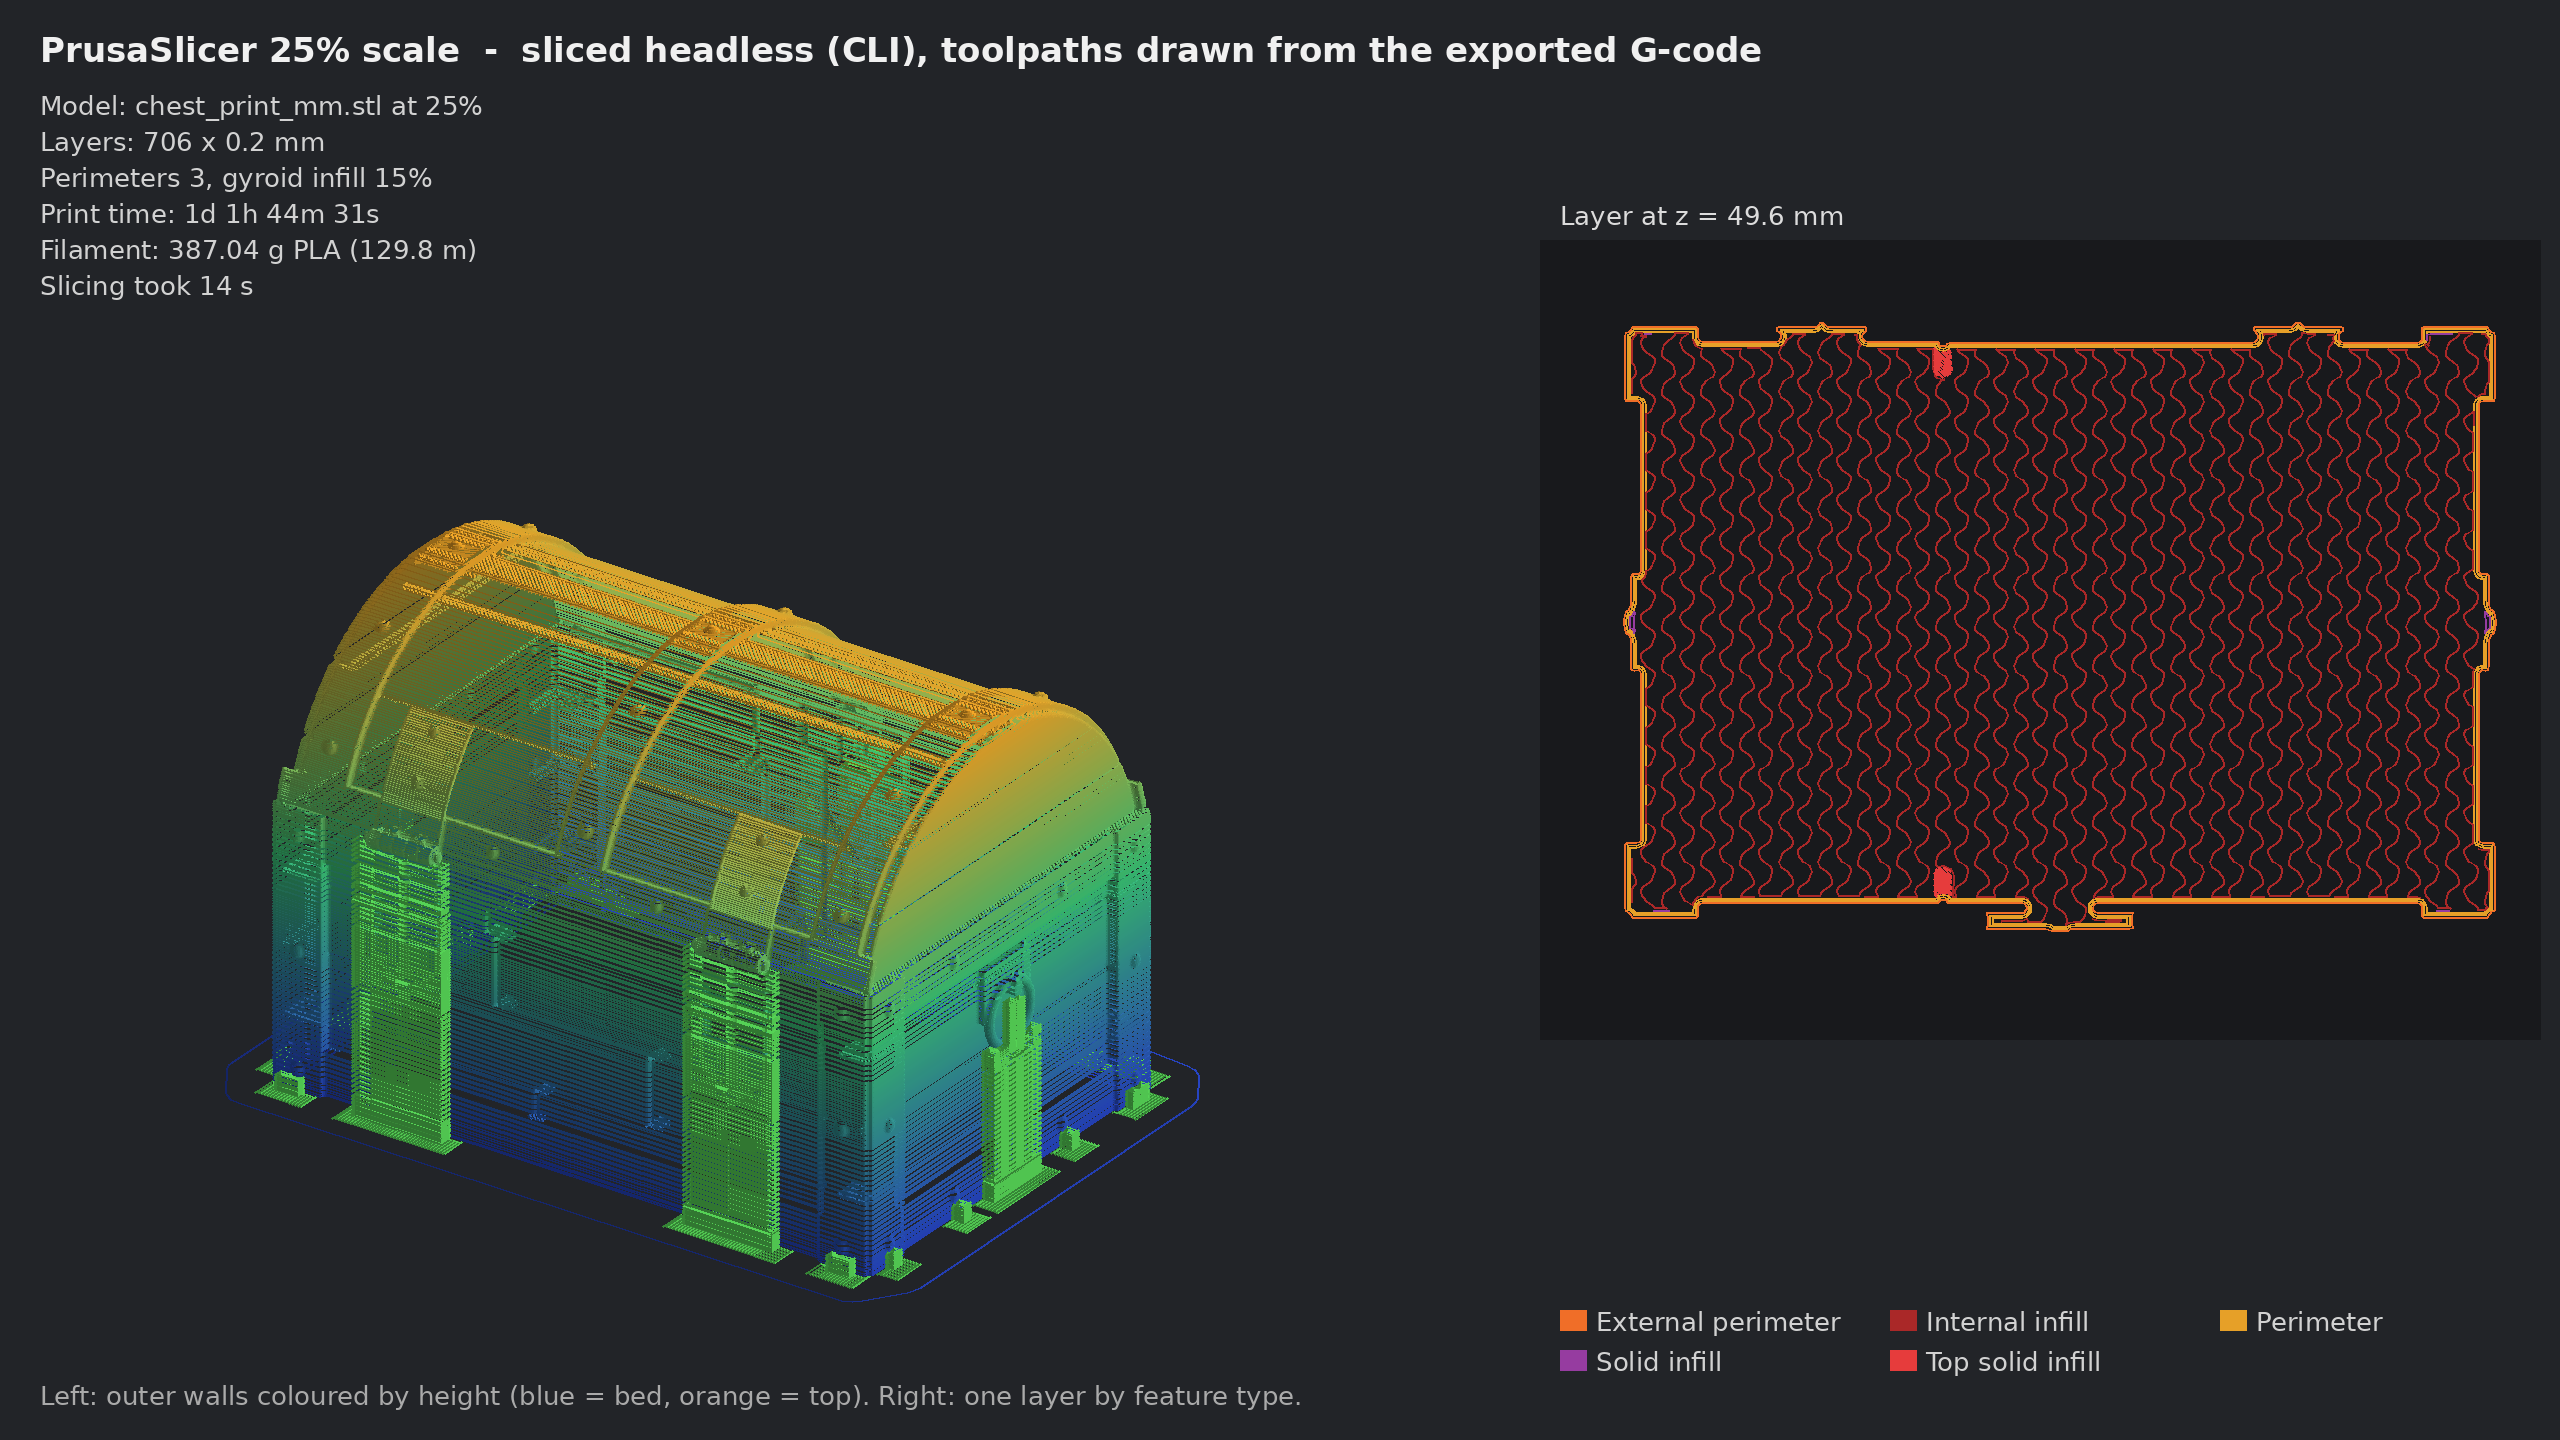 PrusaSlicer 25% scale - sliced headless (CLI), toolpaths drawn from the exported G-code
Model: chest_print_mm.stl at 25%
Layers: 706 x 0.2 mm
Perimeters 3, gyroid infill 15%
Print time: 1d 1h 44m 31s
Filament: 387.04 g PLA (129.8 m)
Slicing took 14 s
Layer at z = 49.6 mm
External perimeter
Internal infill
Perimeter
Solid infill
Top solid infill
Left: outer walls coloured by height (blue = bed, orange = top). Right: one layer by feature type.